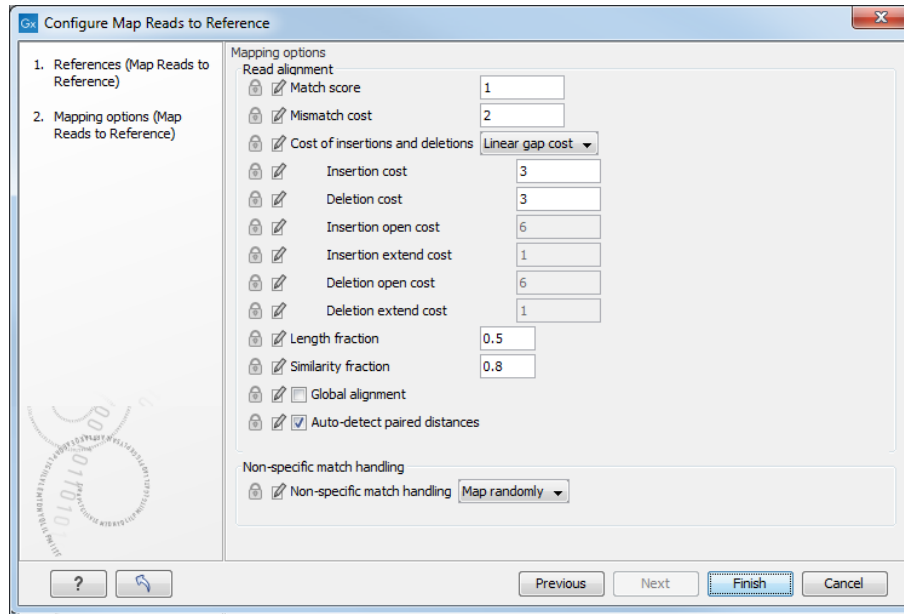 Gx Configure Map Reads to Reference
1. References (Map Reads to
Reference)
2. Mapping options (Map
Reads to Reference)
Mapping options
Read alignment
Match score 1
Mismatch cost 2
Cost of insertions and deletions Linear gap cost
Insertion cost 3
Deletion cost 3
Insertion open cost 6
Insertion extend cost 1
Deletion open cost 6
Deletion extend cost 1
Length fraction 0.5
Similarity fraction 0.8
Global alignment
Auto-detect paired distances
Non-specific match handling
Non-specific match handling Map randomly
? Previous Next Finish Cancel